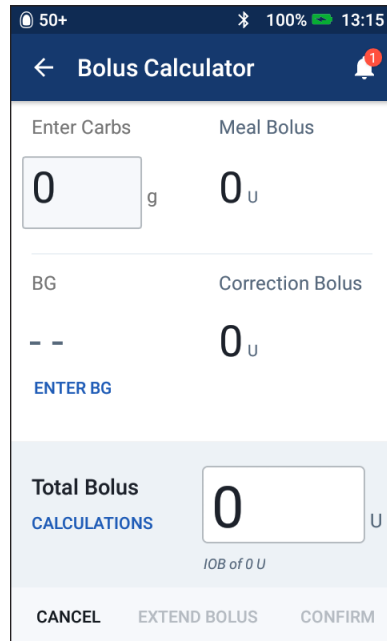 50+ 100% 13:15
Bolus Calculator 1
Enter Carbs Meal Bolus
0 g 0 U
BG Correction Bolus
-- 0 U
ENTER BG
Total Bolus
CALCULATIONS
0 U
IOB of 0 U
CANCEL EXTEND BOLUS CONFIRM